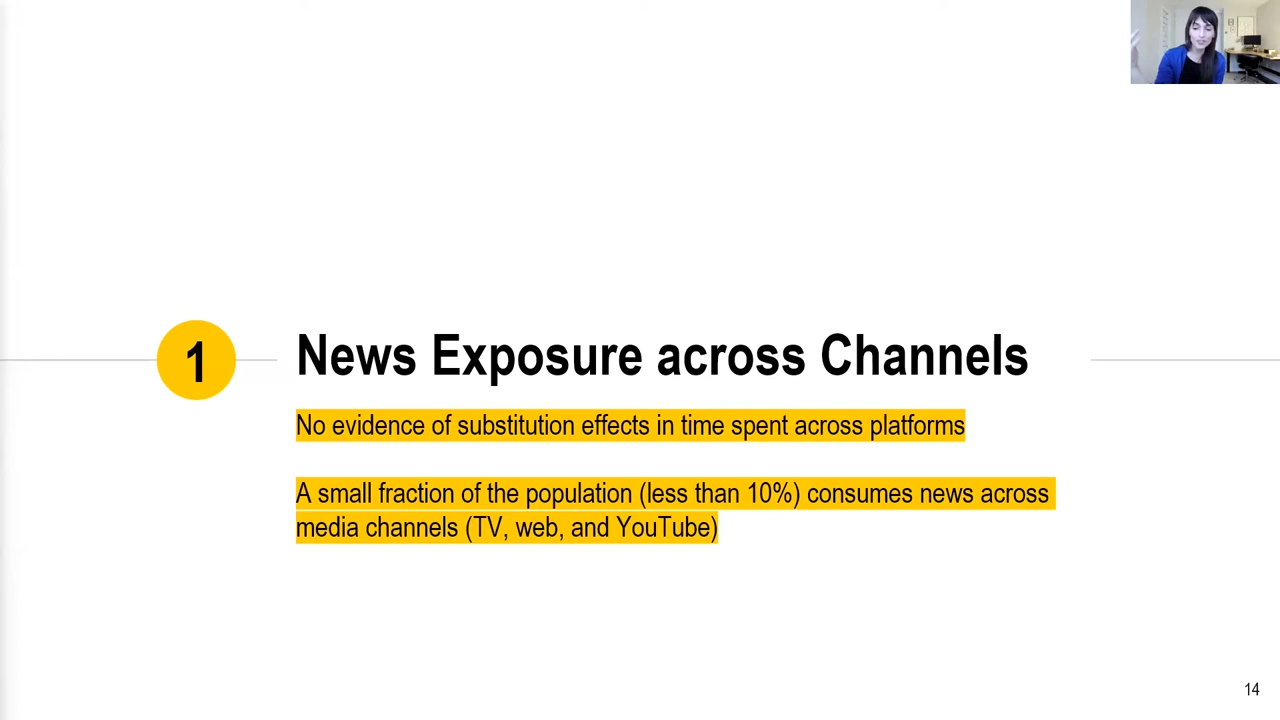 1
News Exposure across Channels
No evidence of substitution effects in time spent across platforms
A small fraction of the population (less than 10%) consumes news across
media channels (TV, web, and YouTube)
14